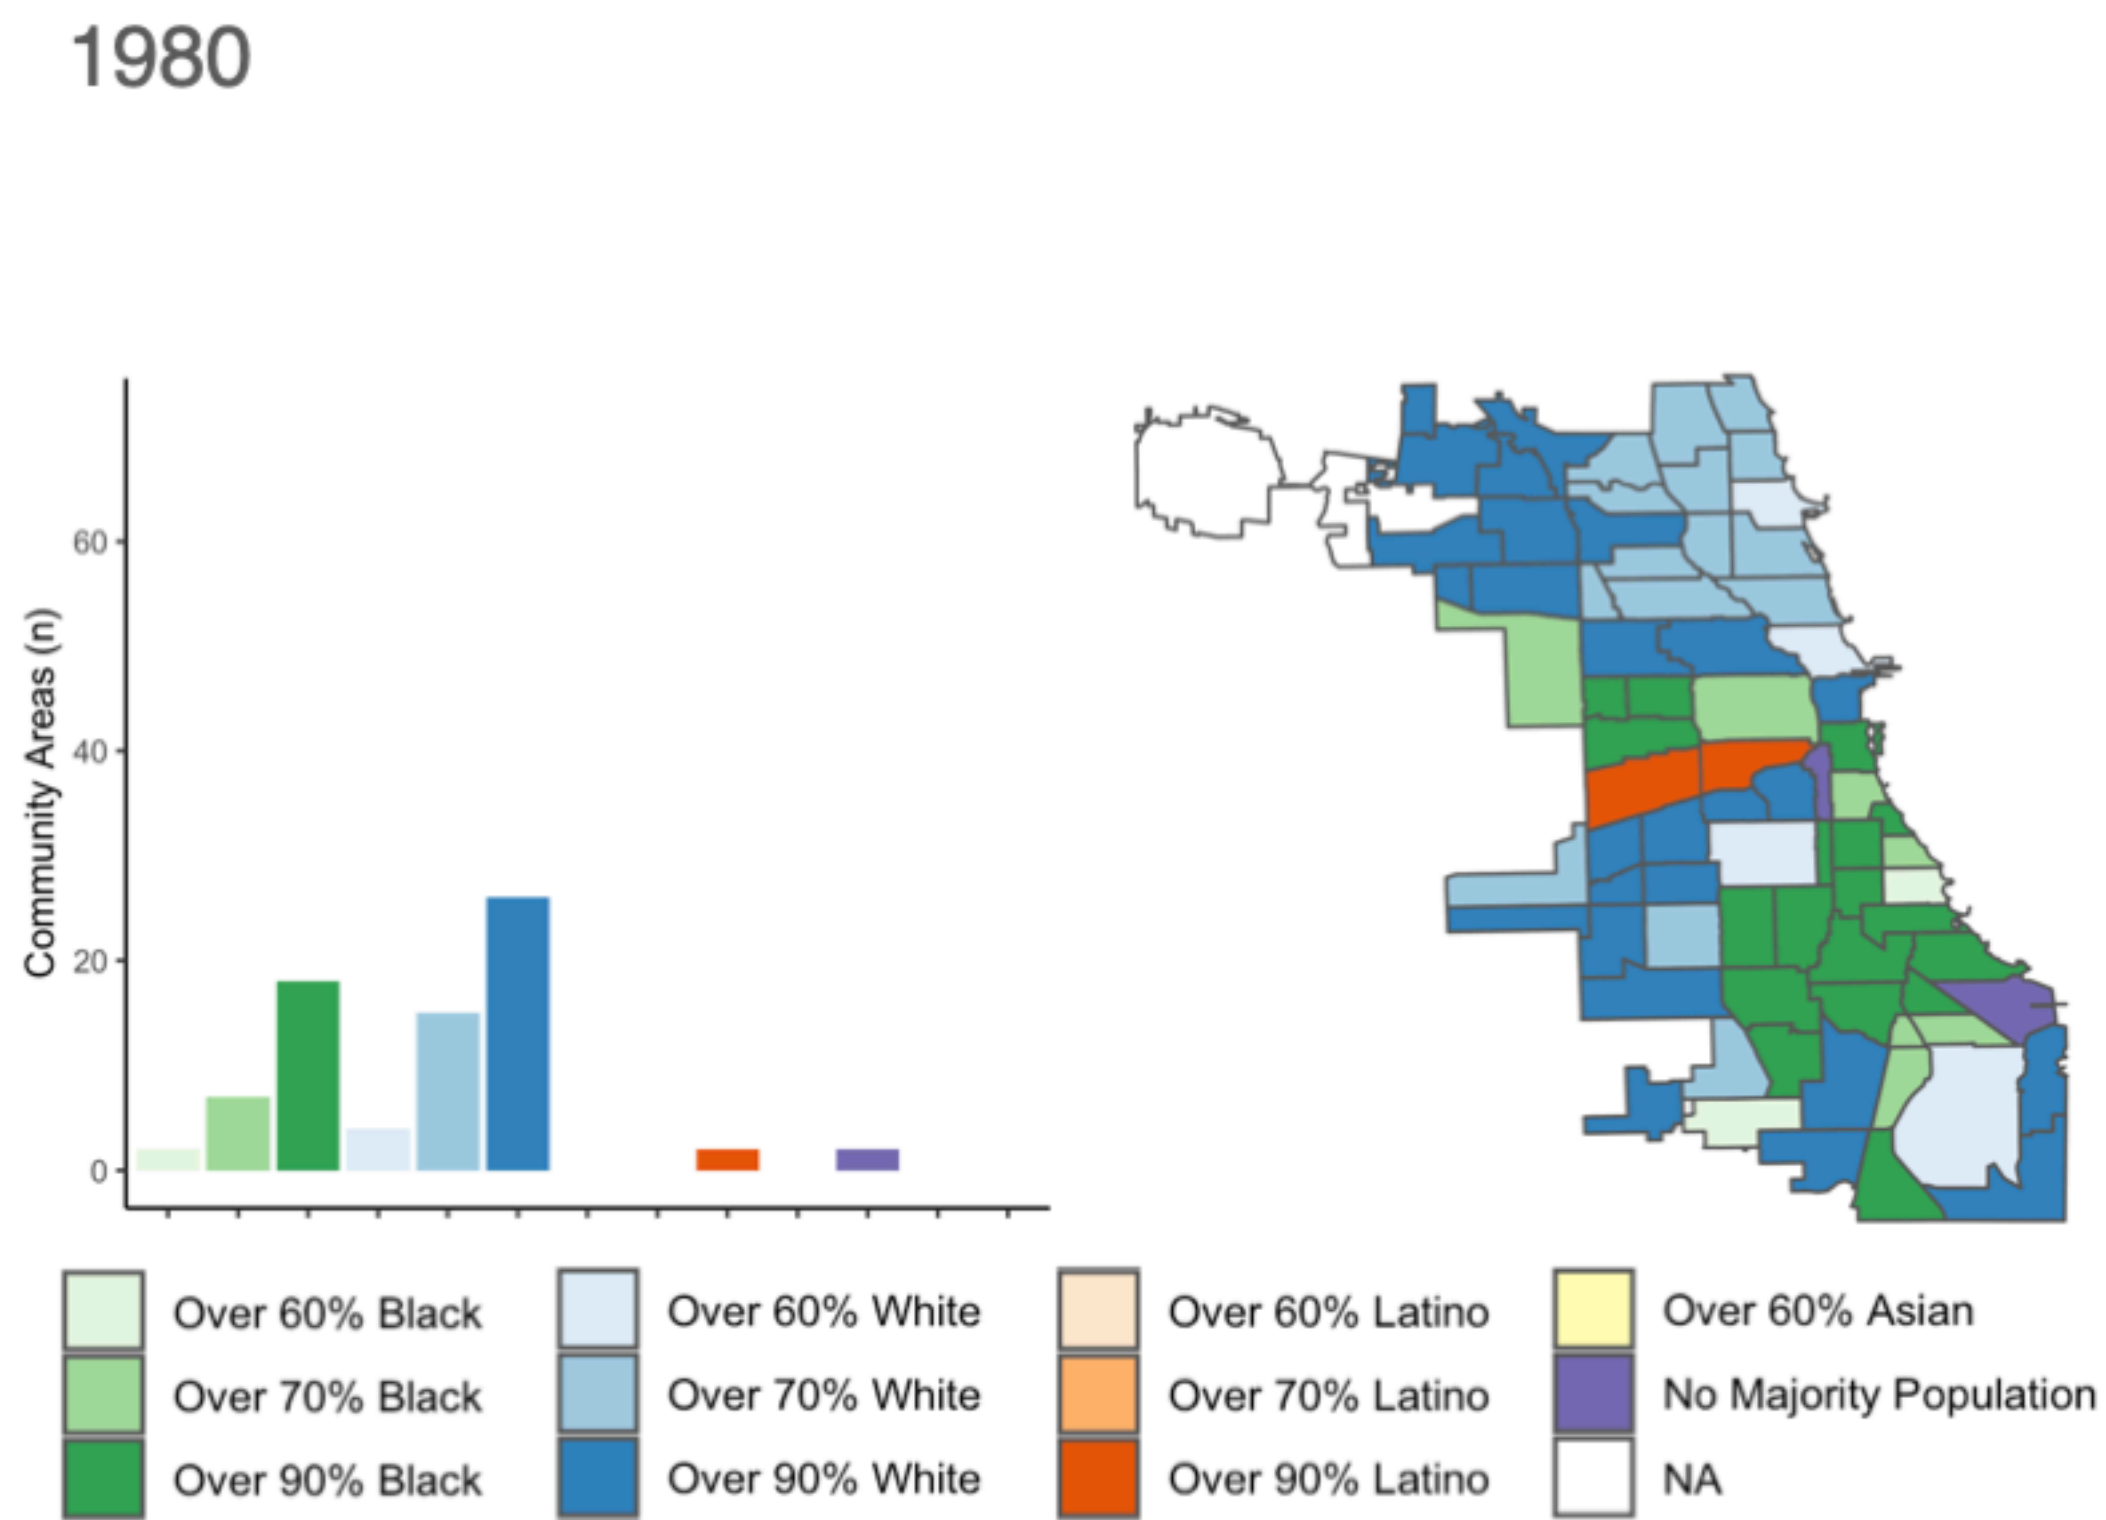 1980
Community Areas (n)
60
40
20
0
Over 60% Black
Over 70% Black
Over 90% Black
Over 60% White
Over 70% White
Over 90% White
Over 60% Latino
Over 70% Latino
Over 90% Latino
Over 60% Asian
No Majority Population
NA